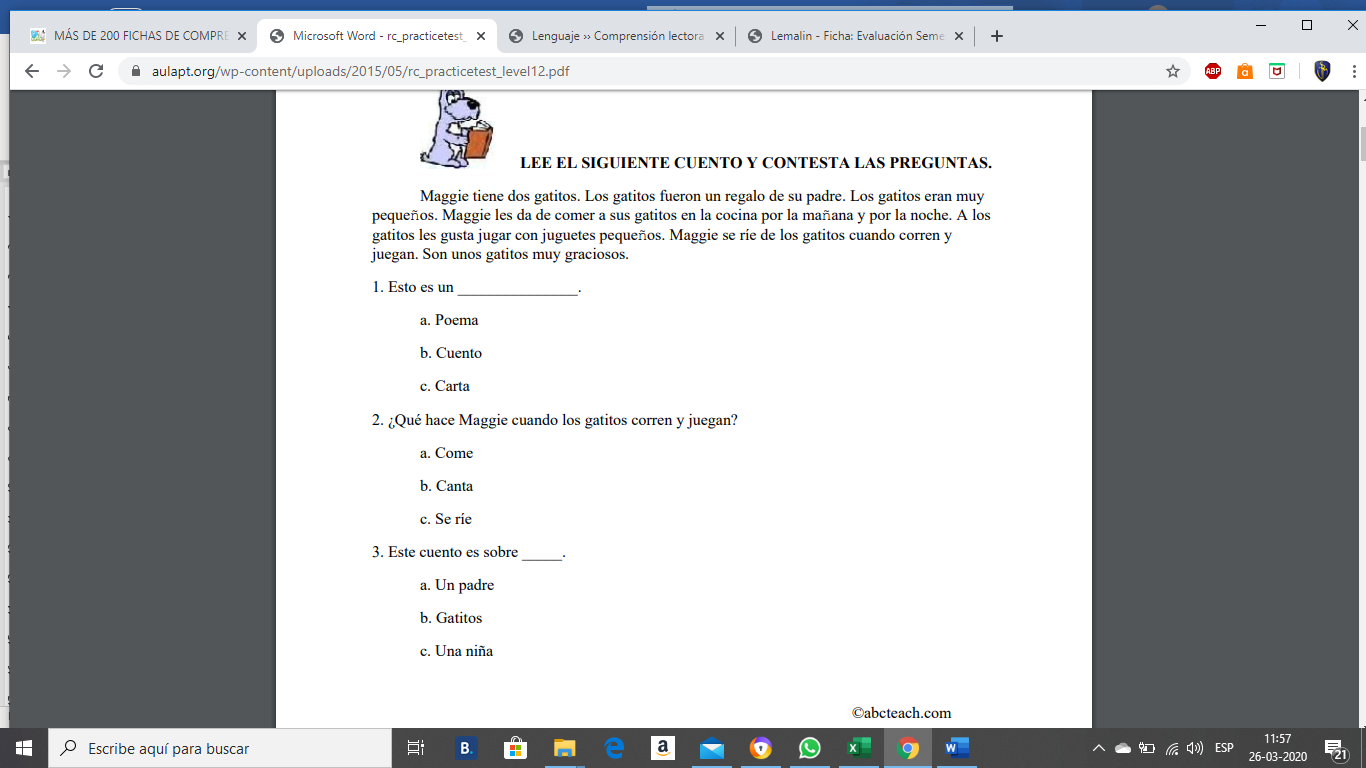 MÁS DE 200 FICHAS DE COMPRE
Microsoft Word - rc_practicetest_
Lenguaje ›› Comprensión lectora
Lemalin - Ficha: Evaluación Seme
aulapt.org/wp-content/uploads/2015/05/rc_practicetest_level12.pdf
ABP
a
LEE EL SIGUIENTE CUENTO Y CONTESTA LAS PREGUNTAS.
Maggie tiene dos gatitos. Los gatitos fueron un regalo de su padre. Los gatitos eran muy
pequeños. Maggie les da de comer a sus gatitos en la cocina por la mañana y por la noche. A los
gatitos les gusta jugar con juguetes pequeños. Maggie se ríe de los gatitos cuando corren y
juegan. Son unos gatitos muy graciosos.
1. Esto es un _______________.
a. Poema
b. Cuento
c. Carta
2. ¿Qué hace Maggie cuando los gatitos corren y juegan?
a. Come
b. Canta
c. Se ríe
3. Este cuento es sobre _____.
a. Un padre
b. Gatitos
c. Una niña
©abcteach.com
Escribe aquí para buscar
B.
a
ESP
11:57
26-03-2020
21